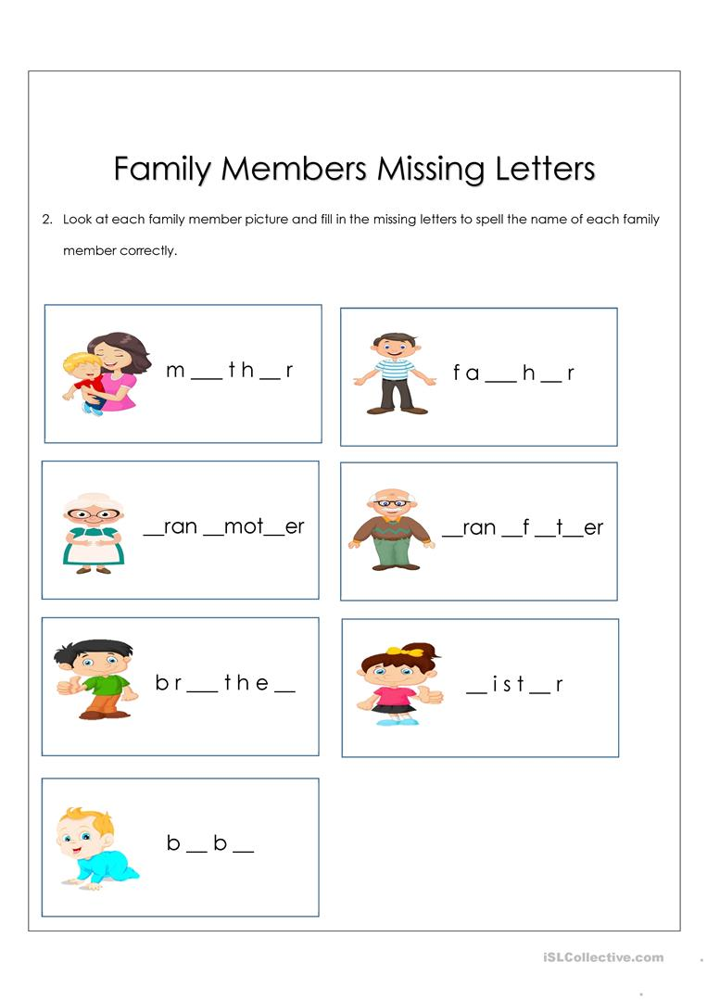 Family Members Missing Letters
2. Look at each family member picture and fill in the missing letters to spell the name of each family
member correctly.
m ___ t h __ r
f a ___ h __ r
__ran __mot__er
__ran __f __t__er
b r ___ t h e __
__ i s t __ r
b __ b __
iSLCollective.com